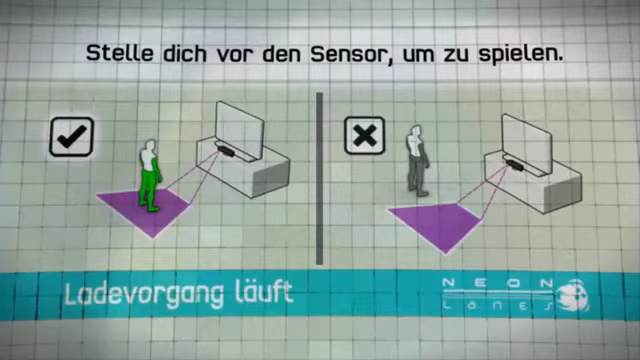 Stelle dich vor den Sensor, um zu spielen.
Ladevorgang läuft
NEON
Lanes